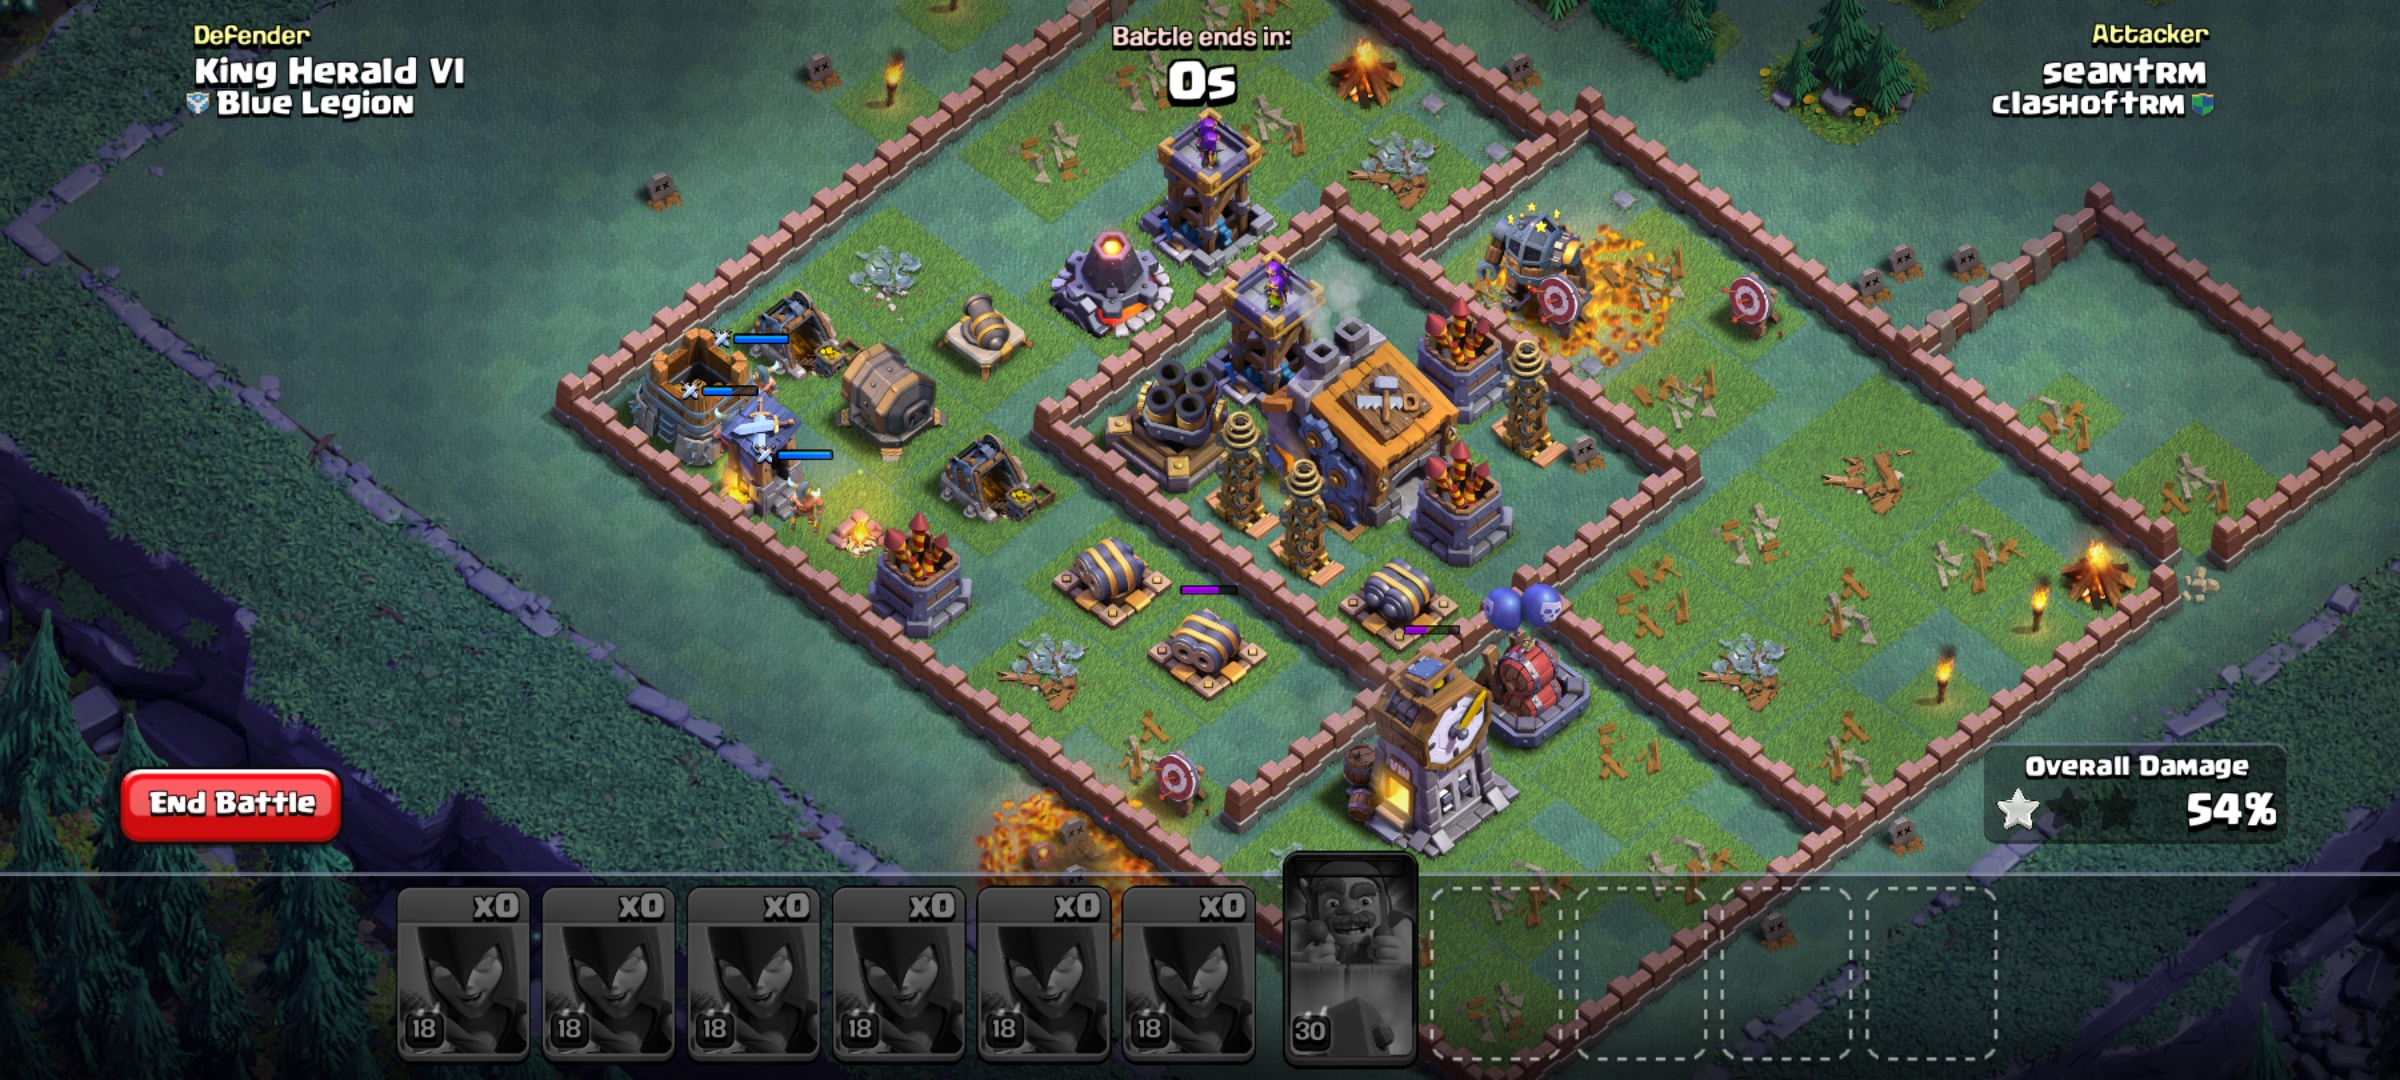 Defender
King Herald VI
Blue Legion
Battle ends in:
0s
Attacker
seantRM
clashoftRM
End Battle
Overall Damage
54%
x0
x0
x0
x0
x0
x0
18
18
18
18
18
18
30